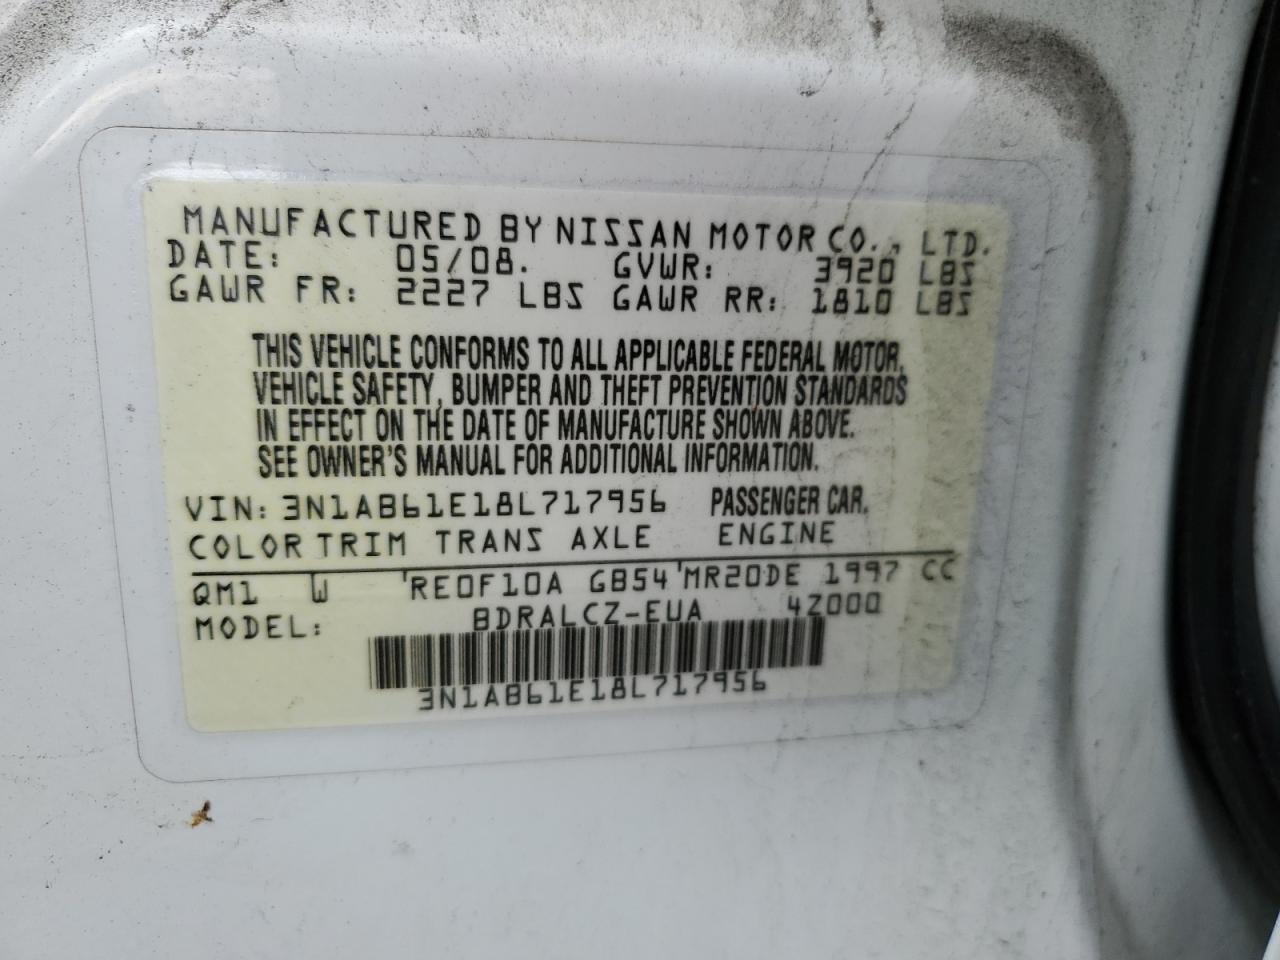 MANUFACTURED BY NISSAN MOTOR CO., LTD.
DATE: 05/08. GVWR: 3920 LBS
GAWR FR: 2227 LBS GAWR RR: 1810 LBS
THIS VEHICLE CONFORMS TO ALL APPLICABLE FEDERAL MOTOR
VEHICLE SAFETY, BUMPER AND THEFT PREVENTION STANDARDS
IN EFFECT ON THE DATE OF MANUFACTURE SHOWN ABOVE.
SEE OWNER'S MANUAL FOR ADDITIONAL INFORMATION.
VIN: 3N1AB61E18L717956 PASSENGER CAR.
COLOR TRIM TRANS AXLE ENGINE
QM1 W 'RE0F10A GB54'MR20DE 1997 CC
MODEL: BDRALCZ-EUA 4Z000
3N1AB61E18L717956